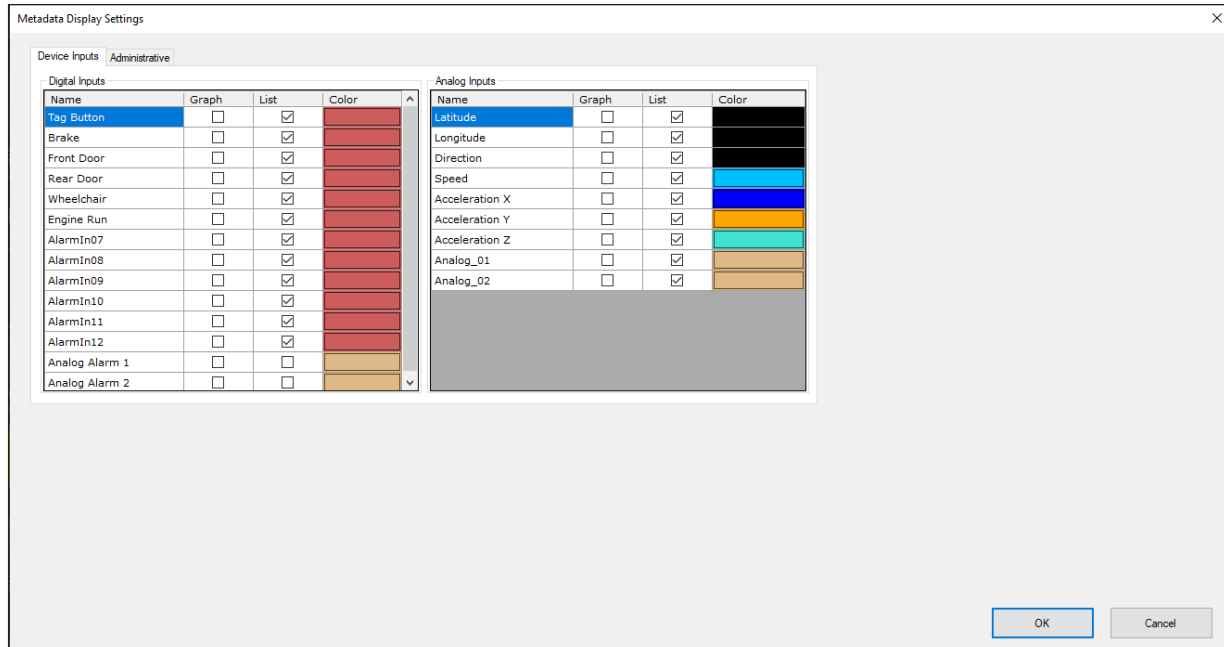 Metadata Display Settings
Device Inputs Administrative
Digital Inputs
Name Graph List Color
Tag Button
Brake
Front Door
Rear Door
Wheelchair
Engine Run
AlarmIn07
AlarmIn08
AlarmIn09
AlarmIn10
AlarmIn11
AlarmIn12
Analog Alarm 1
Analog Alarm 2
Analog Inputs
Name Graph List Color
Latitude
Longitude
Direction
Speed
Acceleration X
Acceleration Y
Acceleration Z
Analog_01
Analog_02
OK Cancel